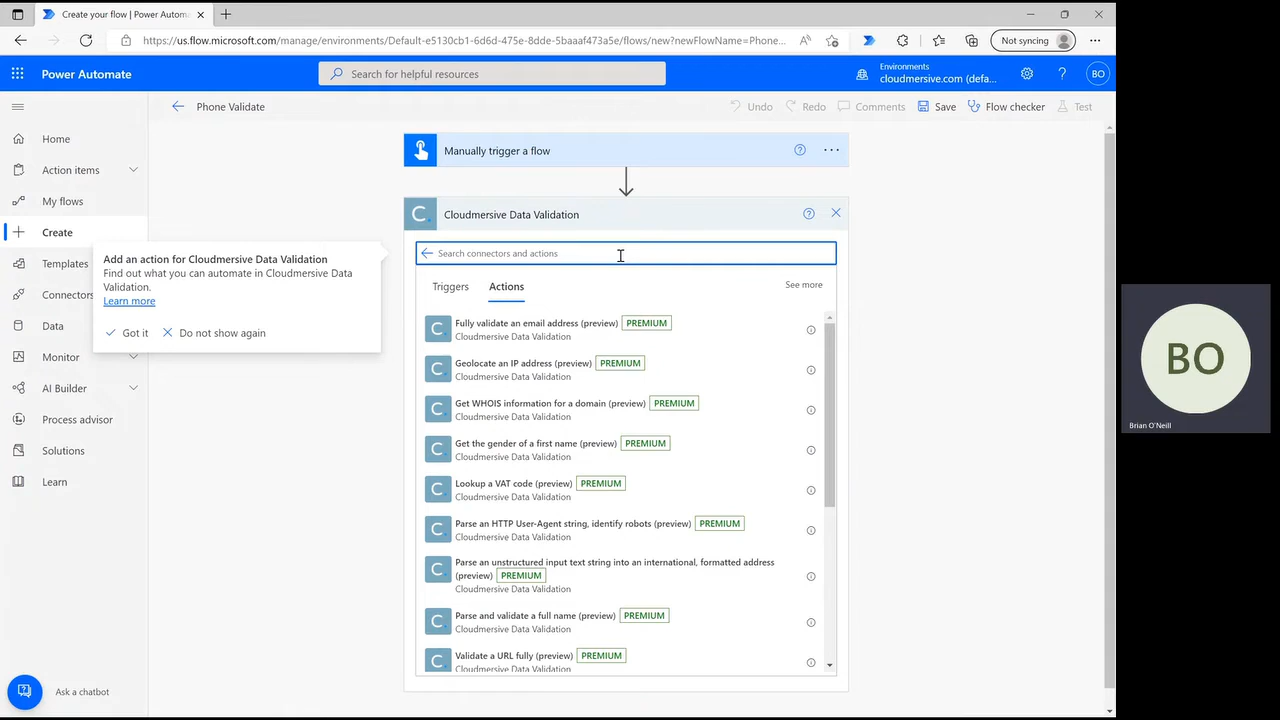 Create your flow | Power Autom
https://us.flow.microsoft.com/manage/environments/Default-e5130cb1-6d6d-475e-8dde-5baaaf473a5e/flows/new?newFlowName=Phone...
Not syncing
Power Automate
Search for helpful resources
Environments
cloudmersive.com (defa...
BO
Phone Validate
Undo
Redo
Comments
Save
Flow checker
Test
Home
Action items
My flows
Create
Templates
Connectors
Data
Monitor
AI Builder
Process advisor
Solutions
Learn
Ask a chatbot
Add an action for Cloudmersive Data Validation
Find out what you can automate in Cloudmersive Data
Validation.
Learn more
Got it
Do not show again
Manually trigger a flow
C
Cloudmersive Data Validation
Search connectors and actions
Triggers
Actions
See more
C
Fully validate an email address (preview) PREMIUM
Cloudmersive Data Validation
C
Geolocate an IP address (preview) PREMIUM
Cloudmersive Data Validation
C
Get WHOIS information for a domain (preview) PREMIUM
Cloudmersive Data Validation
C
Get the gender of a first name (preview) PREMIUM
Cloudmersive Data Validation
C
Lookup a VAT code (preview) PREMIUM
Cloudmersive Data Validation
C
Parse an HTTP User-Agent string, identify robots (preview) PREMIUM
Cloudmersive Data Validation
C
Parse an unstructured input text string into an international, formatted address
(preview) PREMIUM
Cloudmersive Data Validation
C
Parse and validate a full name (preview) PREMIUM
Cloudmersive Data Validation
C
Validate a URL fully (preview) PREMIUM
Cloudmersive Data Validation
BO
Brian O'Neill